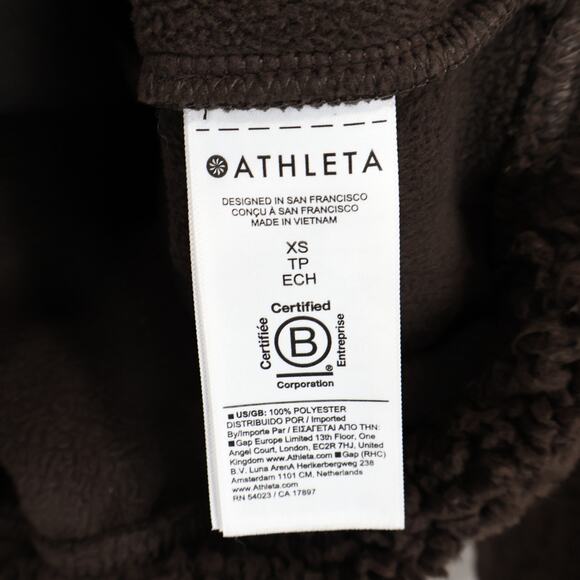 ATHLETA
DESIGNED IN SAN FRANCISCO
CONÇU À SAN FRANCISCO
MADE IN VIETNAM
XS
TP
ECH
Certified
Certifiée
B
®
Entreprise
Corporation
■ US/GB: 100% POLYESTER
DISTRIBUIDO POR / Imported
By/Importe Par / ΕΙΣΑΓΕΤΑΙ ΑΠΟ ΤΗΝ:
■ Gap Europe Limited 13th Floor, One
Angel Court, London, EC2R 7HJ, United
Kingdom www.Athleta.com ■ Gap (RHC)
B.V. Luna ArenA Herikerbergweg 238
Amsterdam 1101 CM, Netherlands
www.Athleta.com
RN 54023 / CA 17897